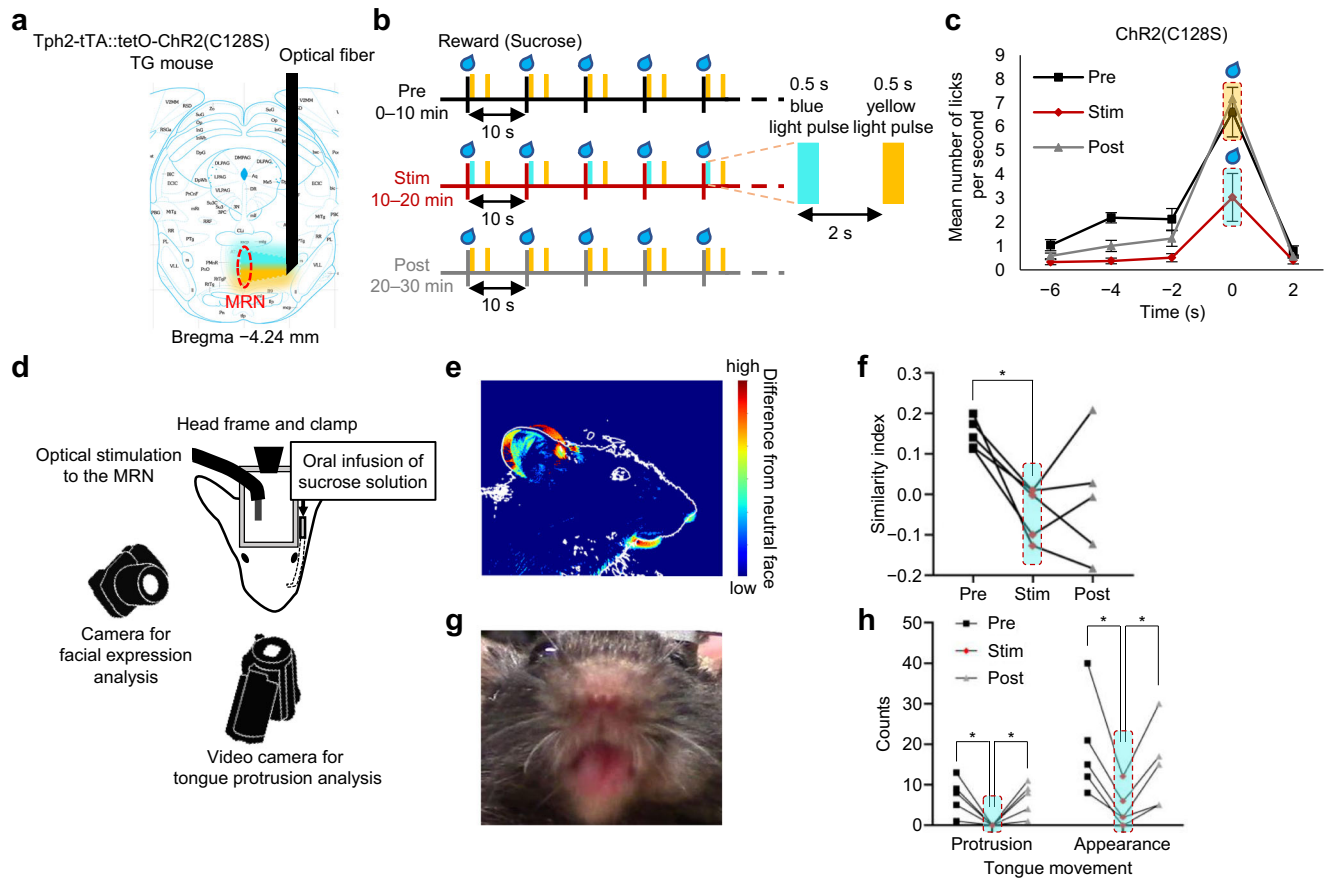 a
Tph2-tTA::tetO-ChR2(C128S)
TG mouse
Optical fiber
MRN
Bregma −4.24 mm
b
Reward (Sucrose)
Pre
0–10 min
10 s
Stim
10–20 min
10 s
Post
20–30 min
10 s
0.5 s
blue
light pulse
0.5 s
yellow
light pulse
2 s
c
ChR2(C128S)
Pre
Stim
Post
Mean number of licks
per second
9
8
7
6
5
4
3
2
1
0
−6
−4
−2
0
2
Time (s)
d
Head frame and clamp
Optical stimulation
to the MRN
Oral infusion of
sucrose solution
Camera for
facial expression
analysis
Video camera for
tongue protrusion analysis
e
high
Difference from neutral face
low
f
Similarity index
0.3
0.2
0.1
0.0
−0.1
−0.2
*
Pre
Stim
Post
g
h
Pre
Stim
Post
Counts
50
40
30
20
10
0
*
*
*
*
Protrusion
Appearance
Tongue movement